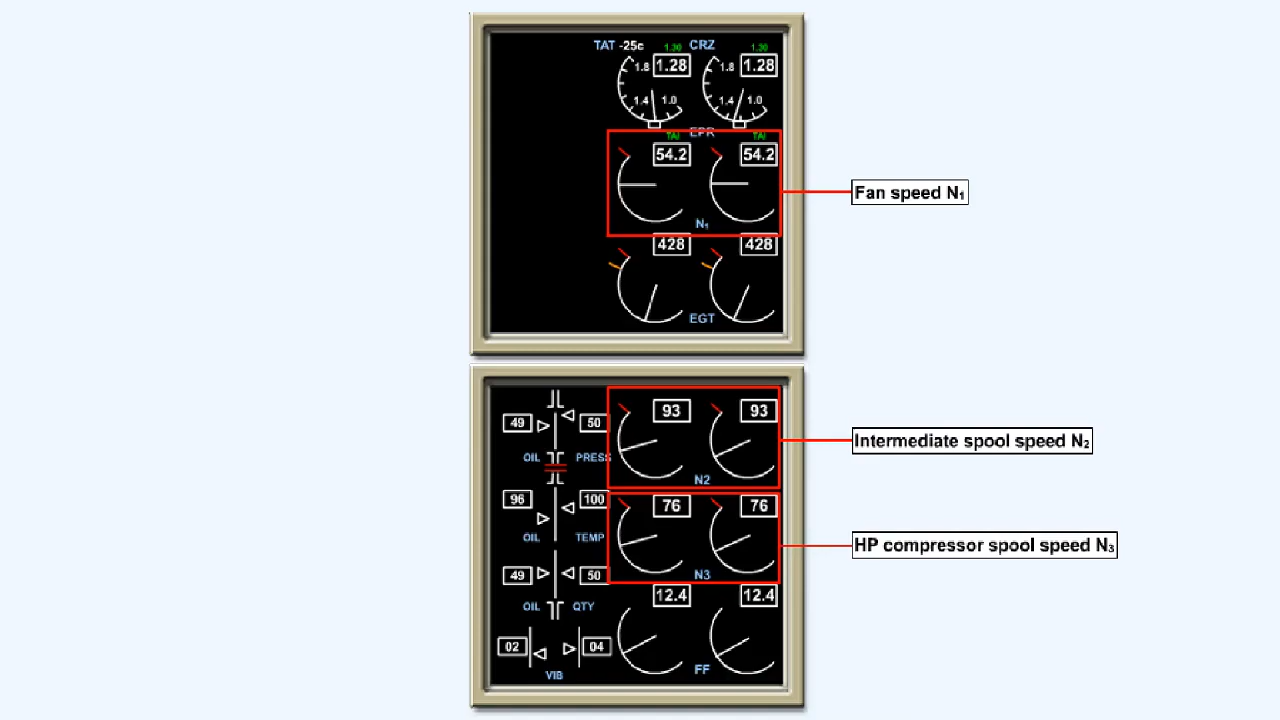 TAT -25c 1.30 CRZ 1.30
1.8 1.28 1.8 1.28
1.4 1.0 1.4 1.0
EPR
TAI TAI
54.2 54.2
Fan speed N₁
N₁
428 428
EGT
93 93
49 50
Intermediate spool speed N₂
OIL PRESS
N2
96 100 76 76
OIL TEMP
HP compressor spool speed N₃
49 50
N3
12.4 12.4
OIL QTY
02 04
FF
VIB